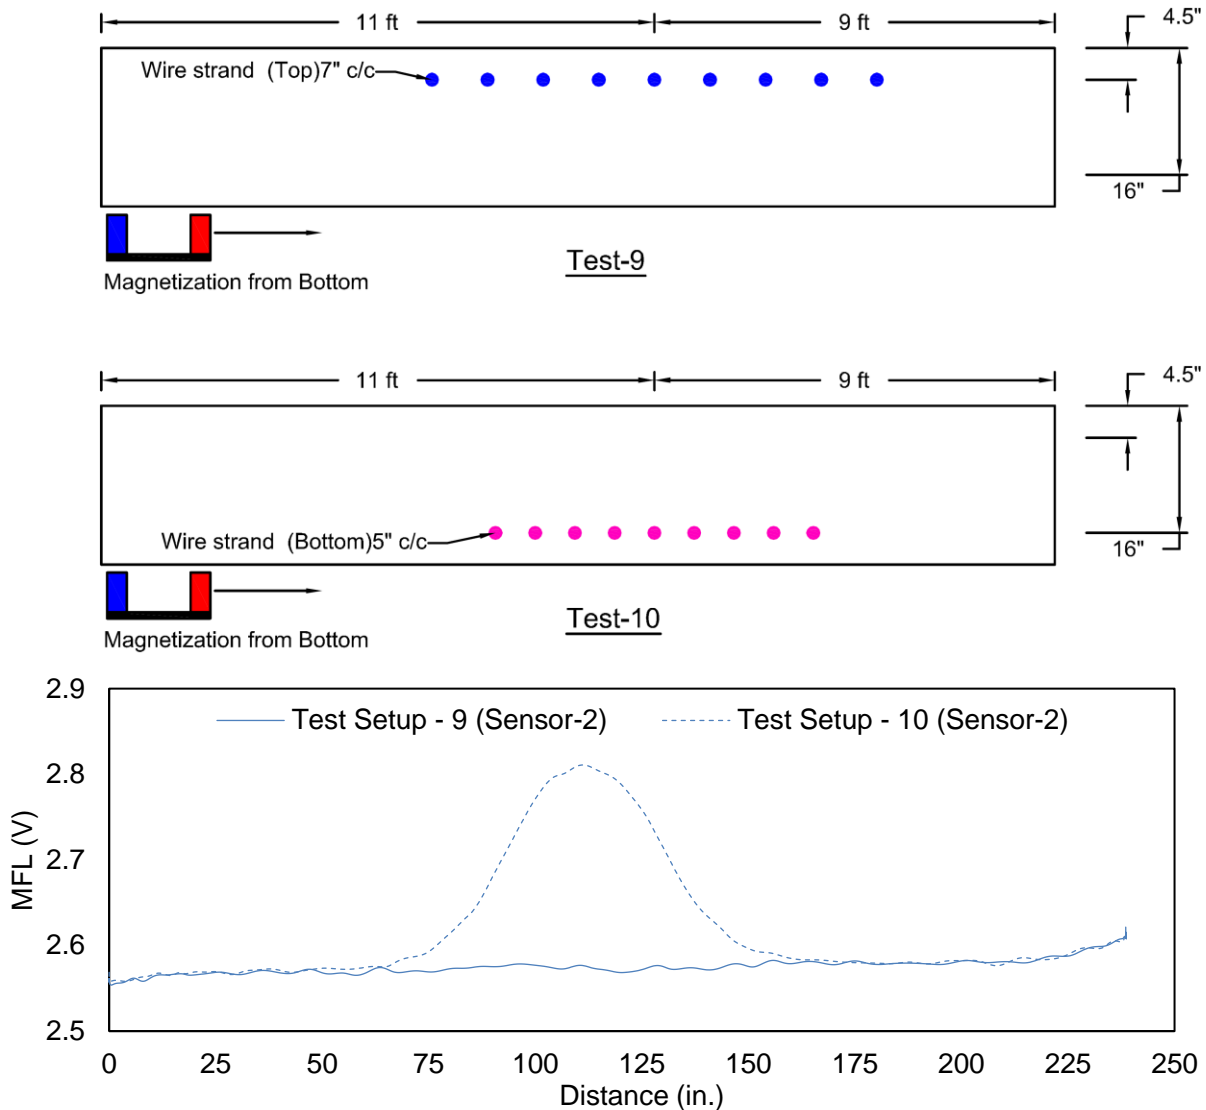 11 ft
9 ft
4.5"
Wire strand (Top)7" c/c
16"
Magnetization from Bottom
Test-9
11 ft
9 ft
4.5"
Wire strand (Bottom)5" c/c
16"
Magnetization from Bottom
Test-10
2.9
2.8
2.7
2.6
2.5
MFL (V)
Test Setup - 9 (Sensor-2)
Test Setup - 10 (Sensor-2)
0 25 50 75 100 125 150 175 200 225 250
Distance (in.)